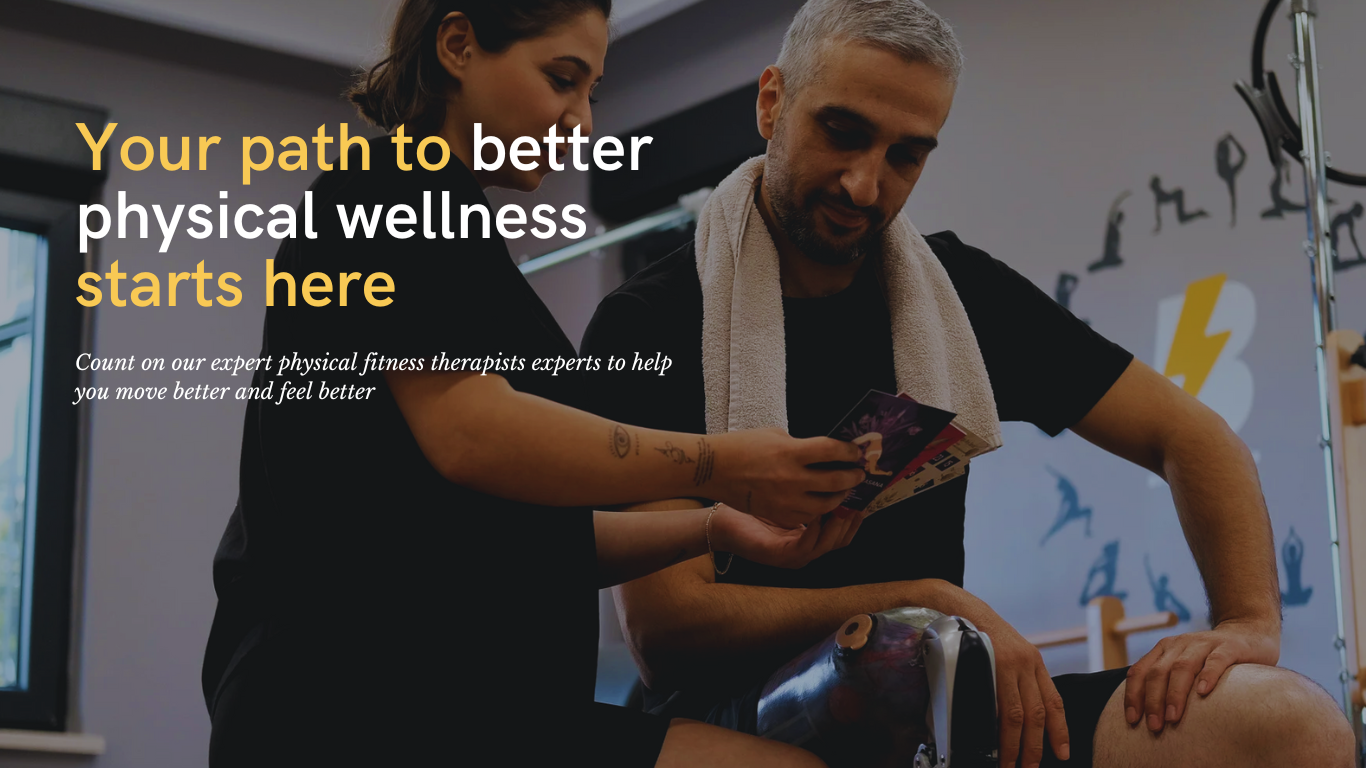 Your path to better
physical wellness
starts here
Count on our expert physical fitness therapists experts to help
you move better and feel better
B